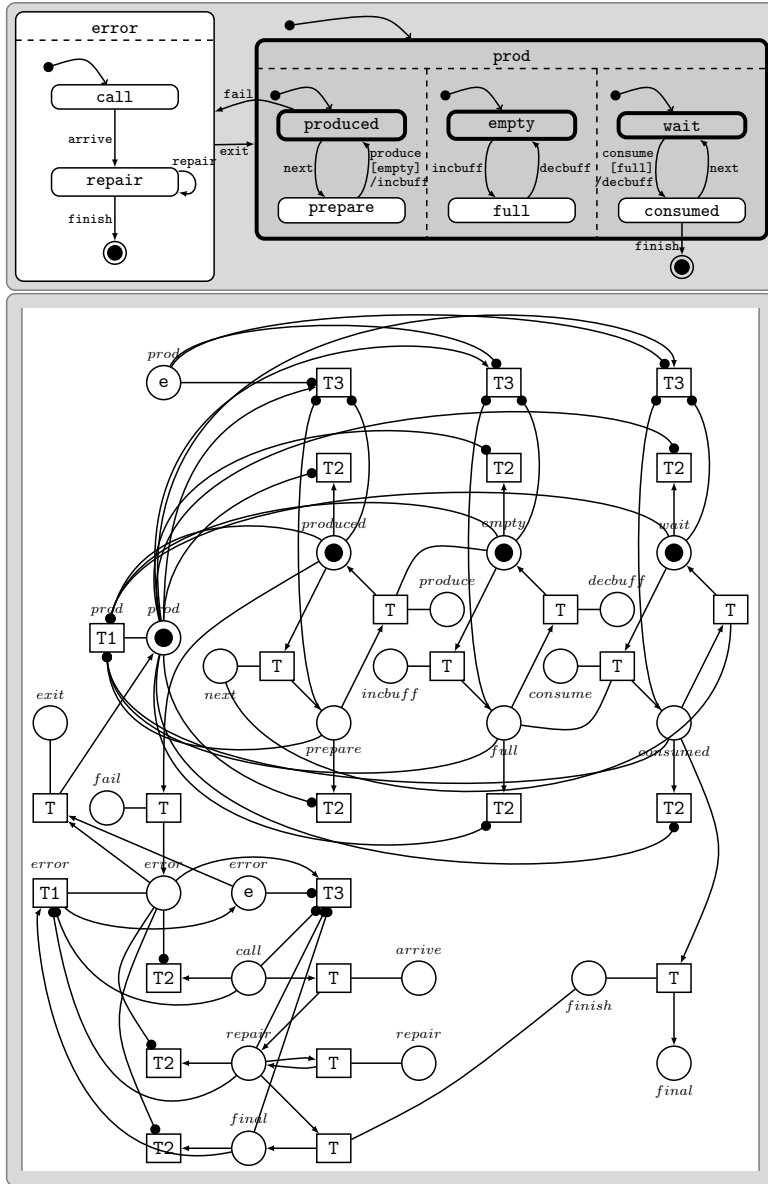 error
prod
call
fail
produced
empty
wait
arrive
exit
repair
repair
next
produce
[empty]
/incbuff
incbuff
decbuff
consume
[full]
/decbuff
next
prepare
full
consumed
finish
finish
prod
e
T3
T3
T3
T2
T2
T2
produced
empty
wait
prod
prod
T1
T
produce
T
decbuff
T
T
next
T
incbuff
T
consume
exit
prepare
full
consumed
fail
T
T
T2
T2
T2
error
error
error
T1
e
T3
call
arrive
T2
T
T
finish
repair
repair
T2
T
final
final
T2
T